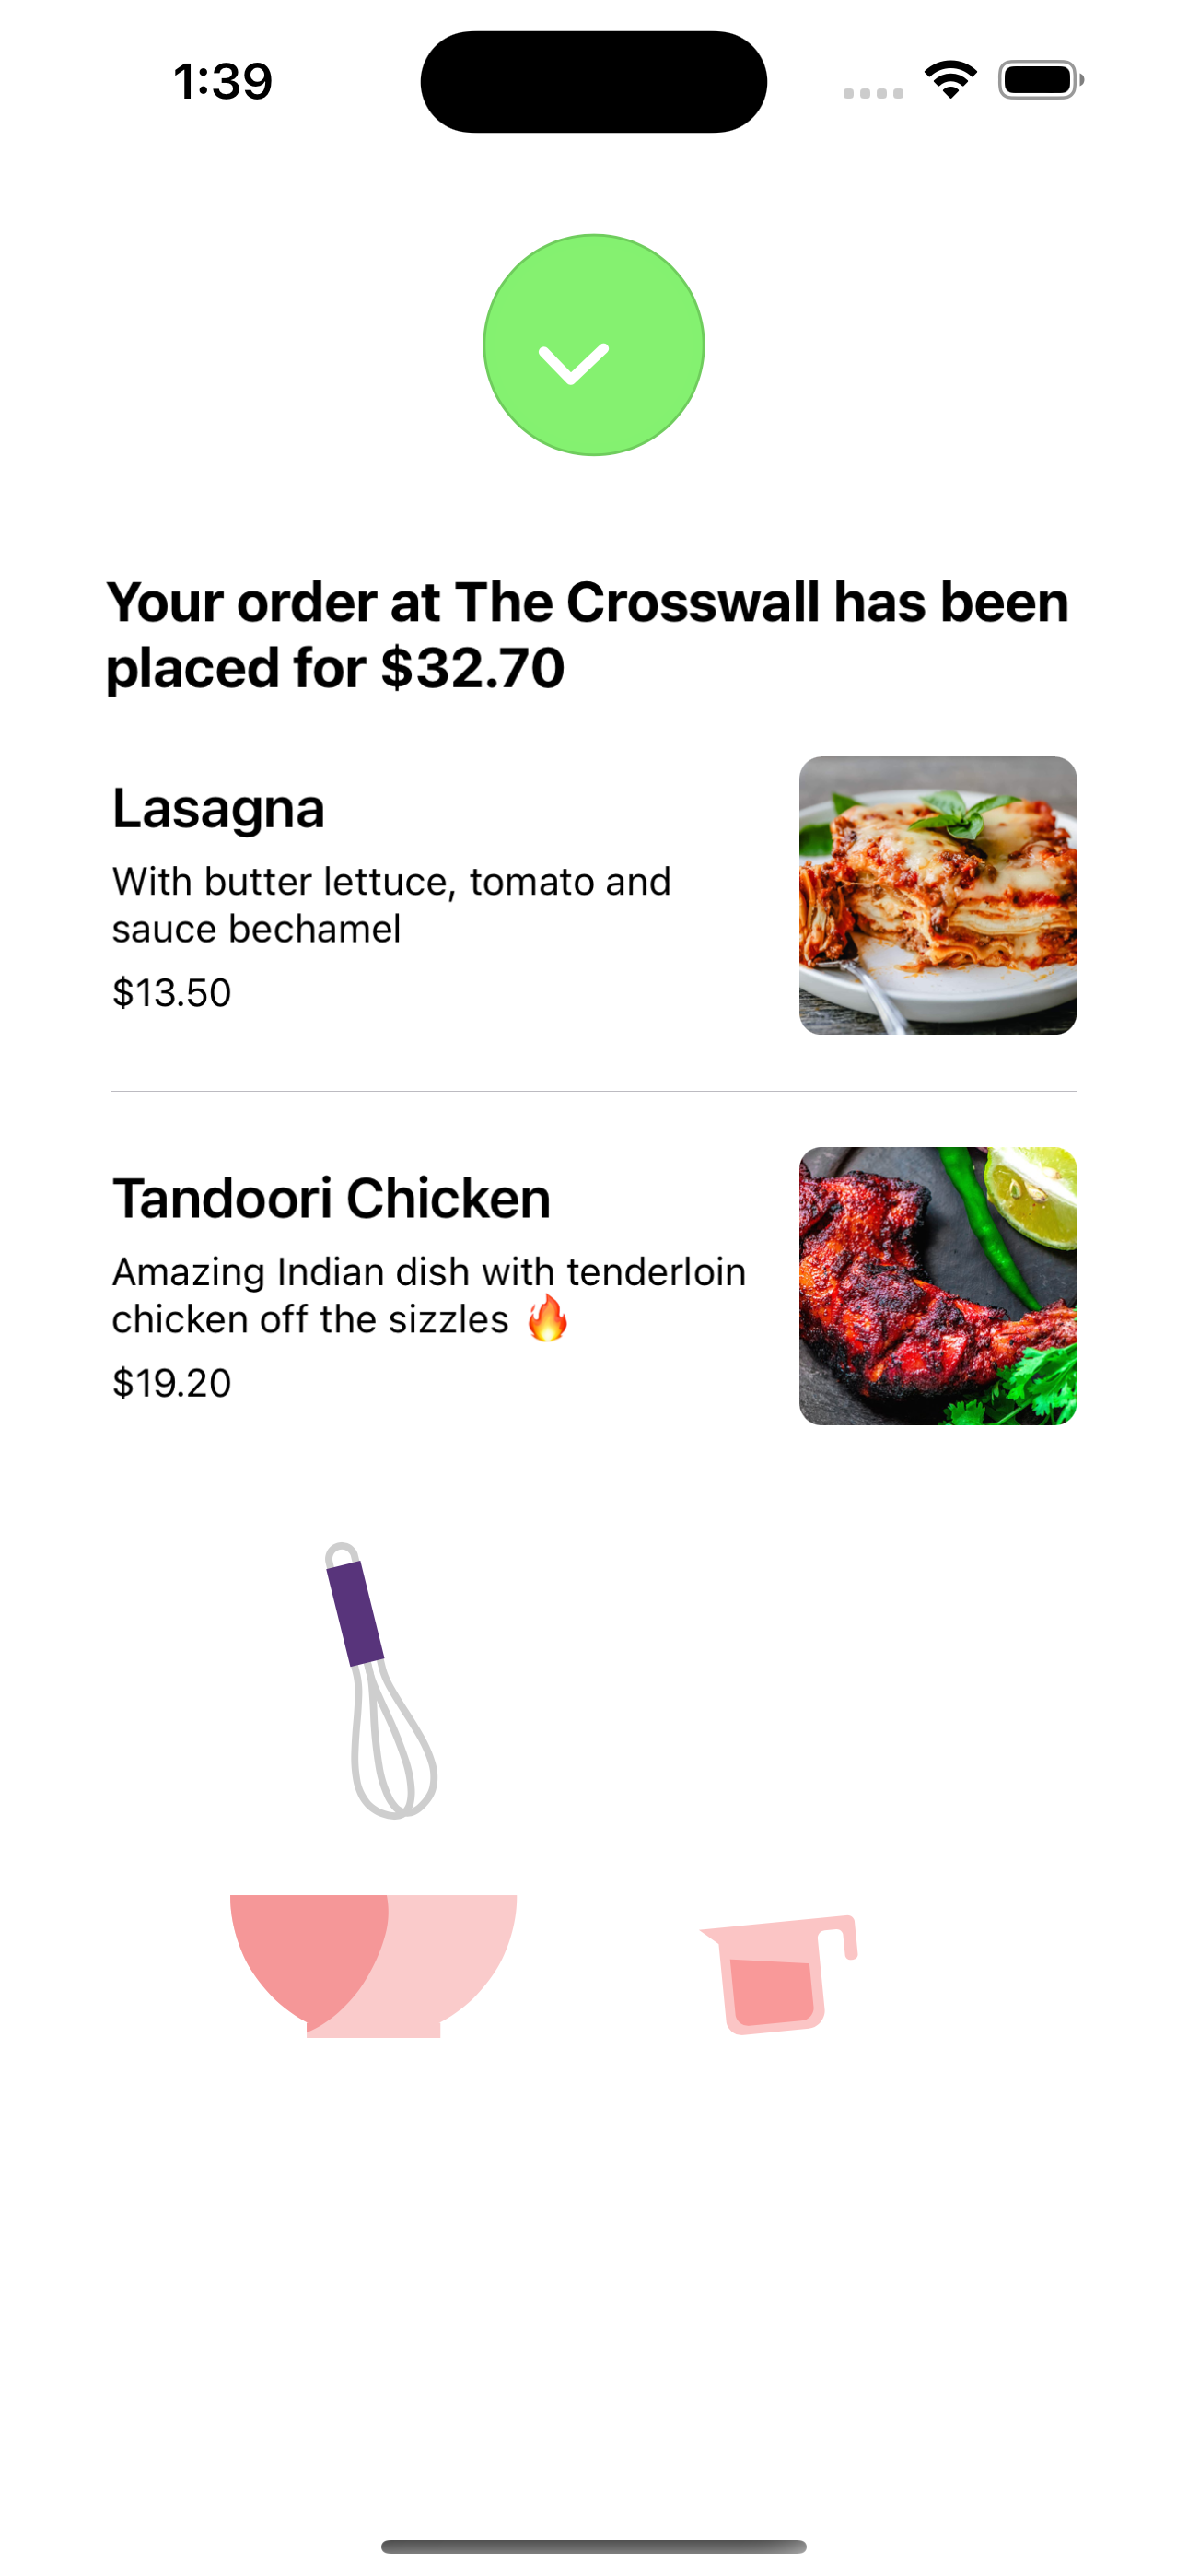 1:39
Your order at The Crosswall has been
placed for $32.70
Lasagna
With butter lettuce, tomato and
sauce bechamel
$13.50
Tandoori Chicken
Amazing Indian dish with tenderloin
chicken off the sizzles 🔥
$19.20